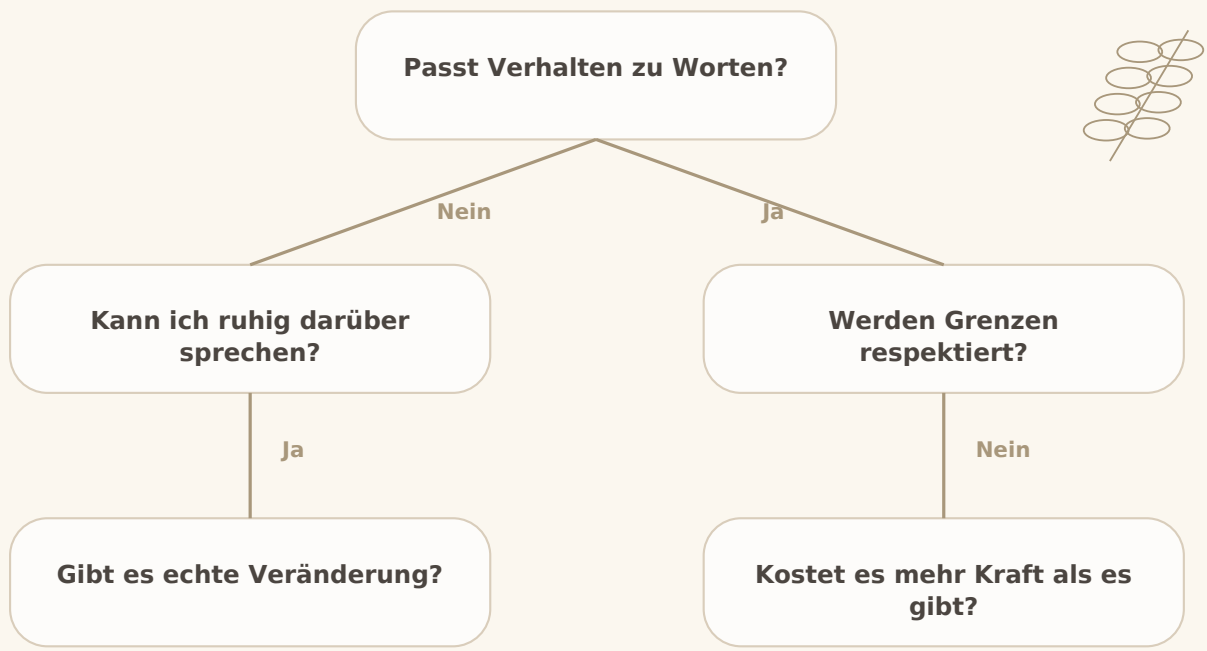 Passt Verhalten zu Worten?
Nein
Ja
Kann ich ruhig darüber
sprechen?
Werden Grenzen
respektiert?
Ja
Nein
Gibt es echte Veränderung?
Kostet es mehr Kraft als es
gibt?